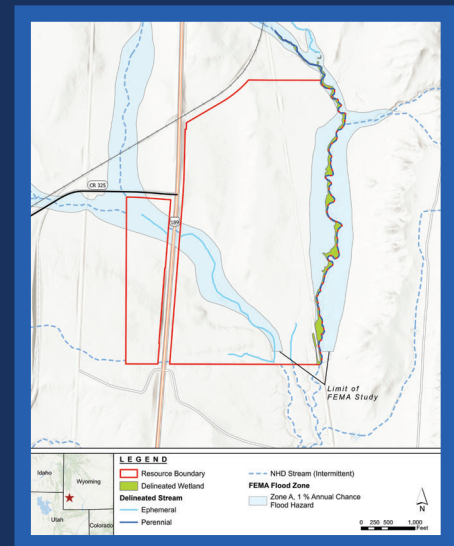 CR 325
189
Limit of
FEMA Study
LEGEND
Resource Boundary
Delineated Wetland
Delineated Stream
Ephemeral
Perennial
NHD Stream (Intermittent)
FEMA Flood Zone
Zone A, 1 % Annual Chance
Flood Hazard
Idaho
Wyoming
Utah
Colorado
N
0 250 500 1,000
Feet